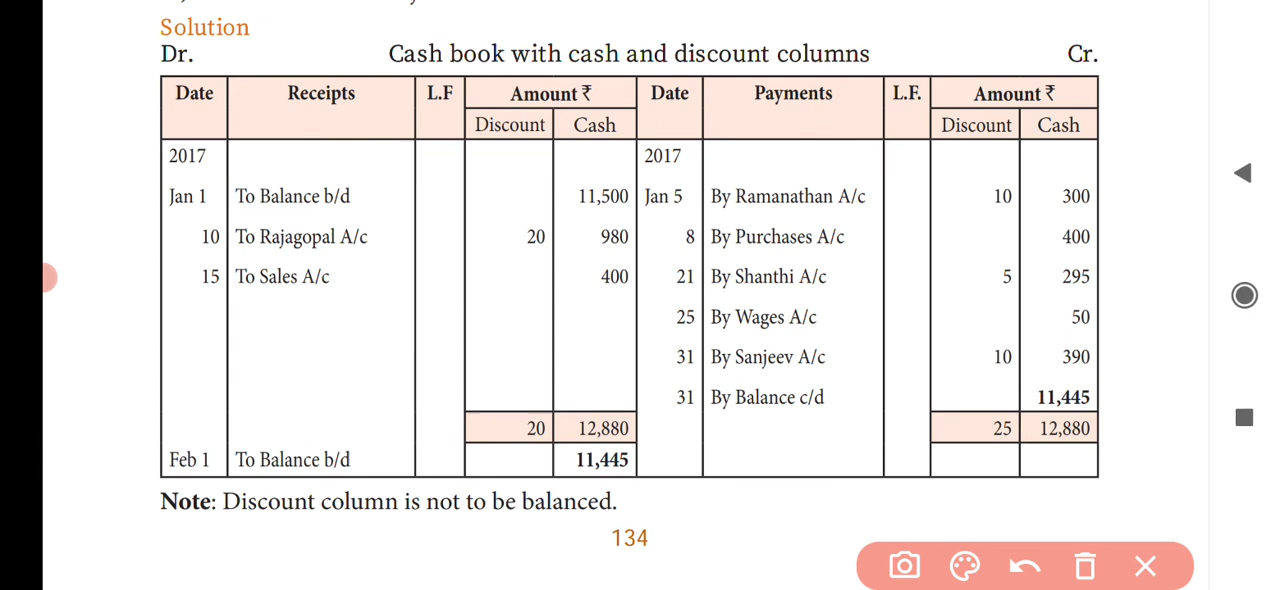 Solution
Dr. Cash book with cash and discount columns Cr.
Date Receipts L.F Amount ₹ Date Payments L.F. Amount ₹
Discount Cash Discount Cash
2017 2017
Jan 1 To Balance b/d 11,500 Jan 5 By Ramanathan A/c 10 300
10 To Rajagopal A/c 20 980 8 By Purchases A/c 400
15 To Sales A/c 400 21 By Shanthi A/c 5 295
25 By Wages A/c 50
31 By Sanjeev A/c 10 390
31 By Balance c/d 11,445
20 12,880 25 12,880
Feb 1 To Balance b/d 11,445
Note: Discount column is not to be balanced.
134